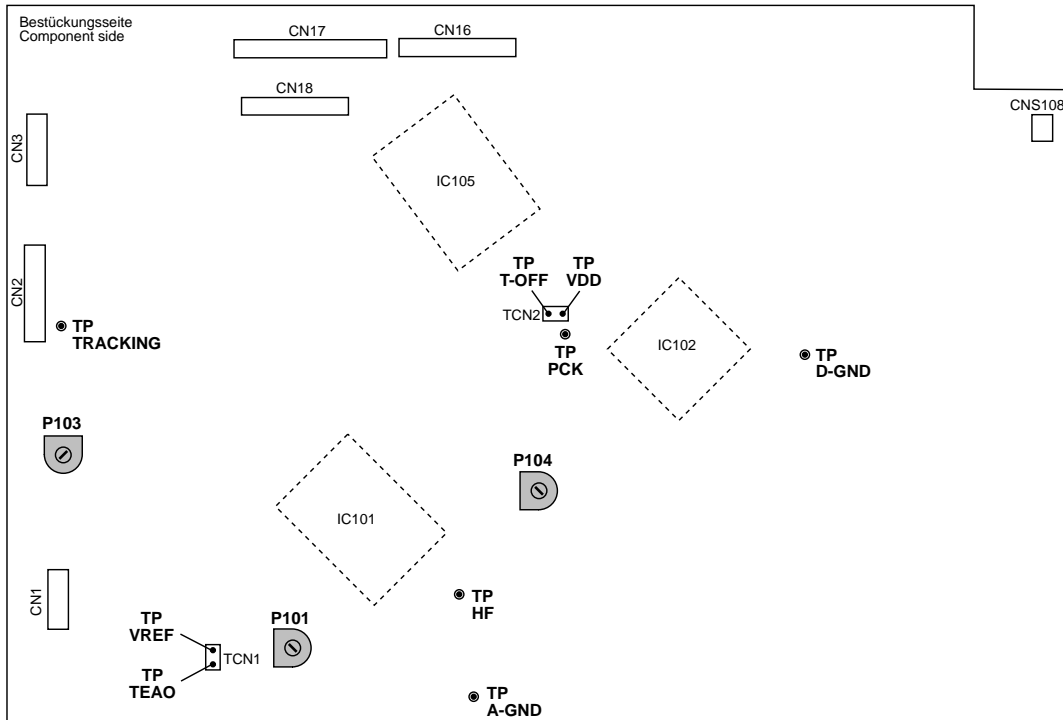 Bestückungsseite
Component side
CN17
CN16
CN18
CNS108
CN3
IC105
CN2
TP
T-OFF
TP
VDD
TCN2
TP
TRACKING
TP
PCK
IC102
TP
D-GND
P103
P104
IC101
CN1
TP
HF
P101
TP
VREF
TCN1
TP
TEAO
TP
A-GND